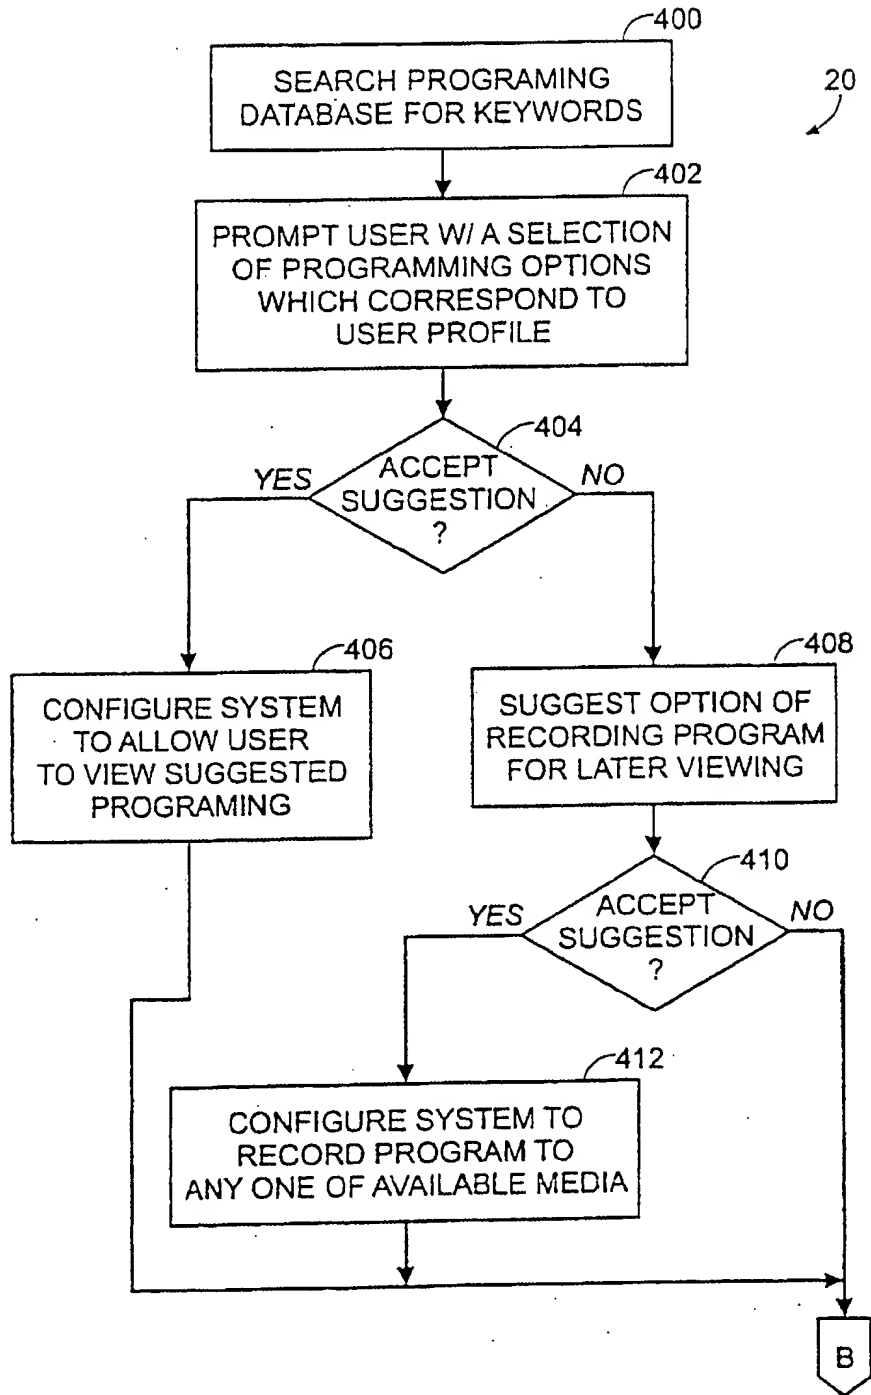 400
SEARCH PROGRAMING
DATABASE FOR KEYWORDS
20
402
PROMPT USER W/ A SELECTION
OF PROGRAMMING OPTIONS
WHICH CORRESPOND TO
USER PROFILE
404
YES
ACCEPT
SUGGESTION
?
NO
406
CONFIGURE SYSTEM
TO ALLOW USER
TO VIEW SUGGESTED
PROGRAMING
408
SUGGEST OPTION OF
RECORDING PROGRAM
FOR LATER VIEWING
410
YES
ACCEPT
SUGGESTION
?
NO
412
CONFIGURE SYSTEM TO
RECORD PROGRAM TO
ANY ONE OF AVAILABLE MEDIA
B